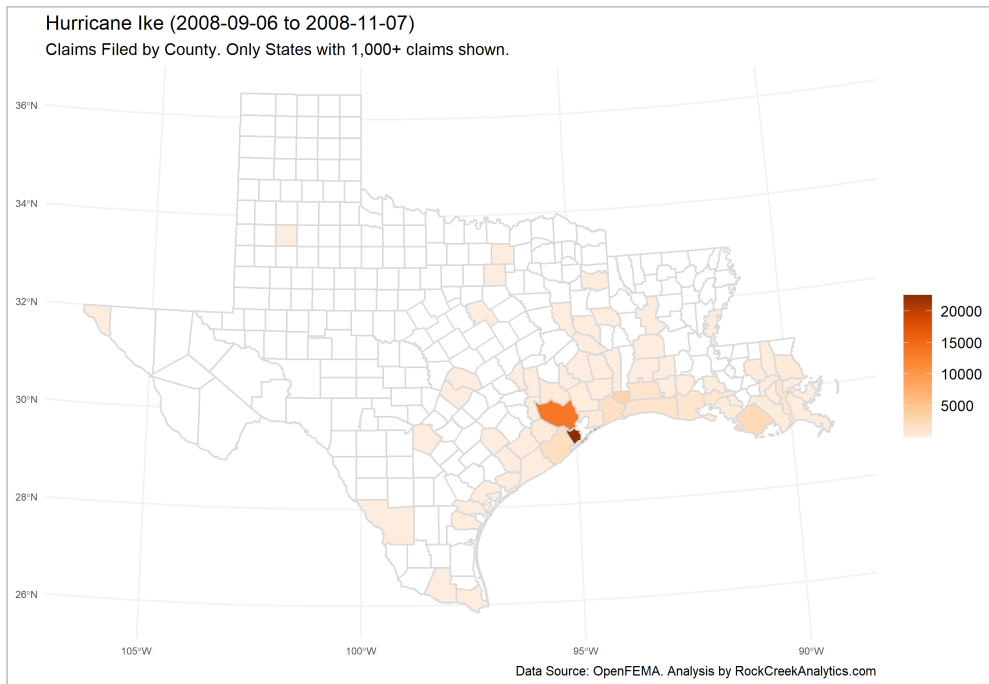 Hurricane Ike (2008-09-06 to 2008-11-07)
Claims Filed by County. Only States with 1,000+ claims shown.
36°N
34°N
32°N
30°N
28°N
26°N
20000
15000
10000
5000
105°W
100°W
95°W
90°W
Data Source: OpenFEMA. Analysis by RockCreekAnalytics.com